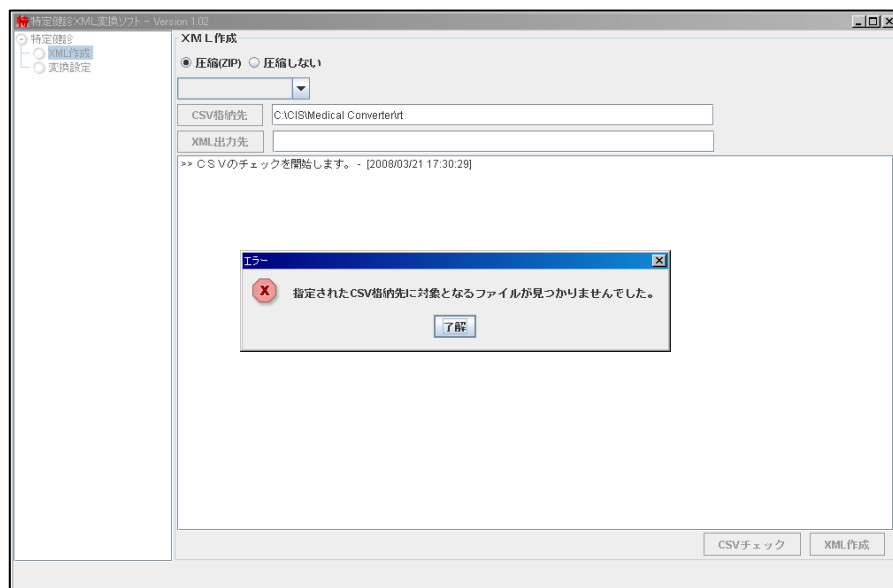 特定健診XML変換ソフト - Version 1.02
特定健診
XML作成
変換設定
XML作成
圧縮(ZIP) 圧縮しない
CSV格納先 C:\CIS\Medical Converter\rt
XML出力先
>> CSVのチェックを開始します。 - [2008/03/21 17:30:29]
エラー
指定されたCSV格納先に対象となるファイルが見つかりませんでした。
了解
CSVチェック XML作成